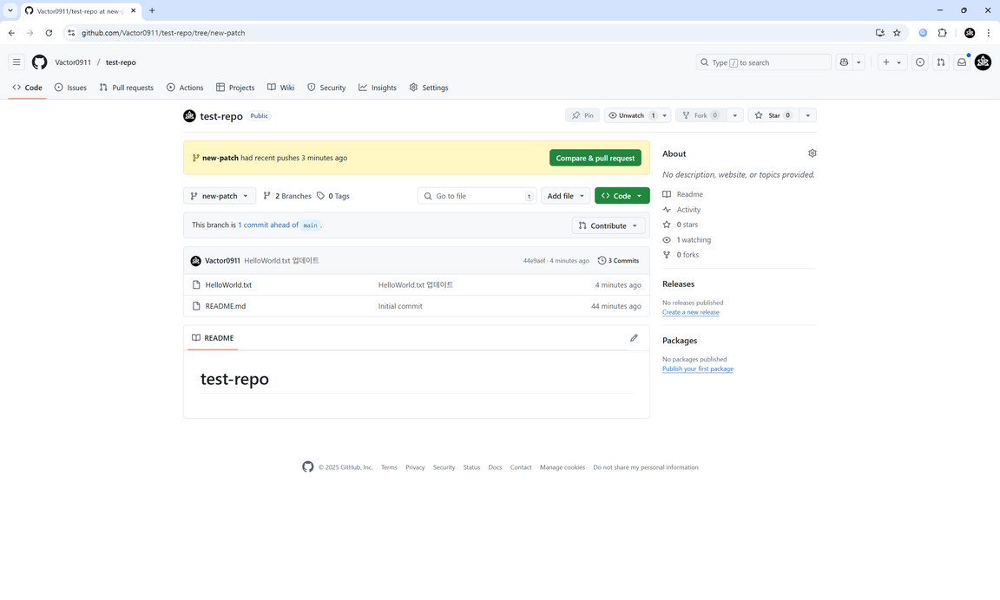 Vactor0911/test-repo at new-p
github.com/Vactor0911/test-repo/tree/new-patch
Vactor0911 / test-repo
Type / to search
Code Issues Pull requests Actions Projects Wiki Security Insights Settings
test-repo Public
Pin Unwatch 1 Fork 0 Star 0
new-patch had recent pushes 3 minutes ago
Compare & pull request
new-patch 2 Branches 0 Tags
Go to file t
Add file
Code
This branch is 1 commit ahead of main .
Contribute
Vactor0911 HelloWorld.txt 업데이트 44e9aef · 4 minutes ago 3 Commits
HelloWorld.txt HelloWorld.txt 업데이트 4 minutes ago
README.md Initial commit 44 minutes ago
README
test-repo
About
No description, website, or topics provided.
Readme
Activity
0 stars
1 watching
0 forks
Releases
No releases published
Create a new release
Packages
No packages published
Publish your first package
© 2025 GitHub, Inc. Terms Privacy Security Status Docs Contact Manage cookies Do not share my personal information